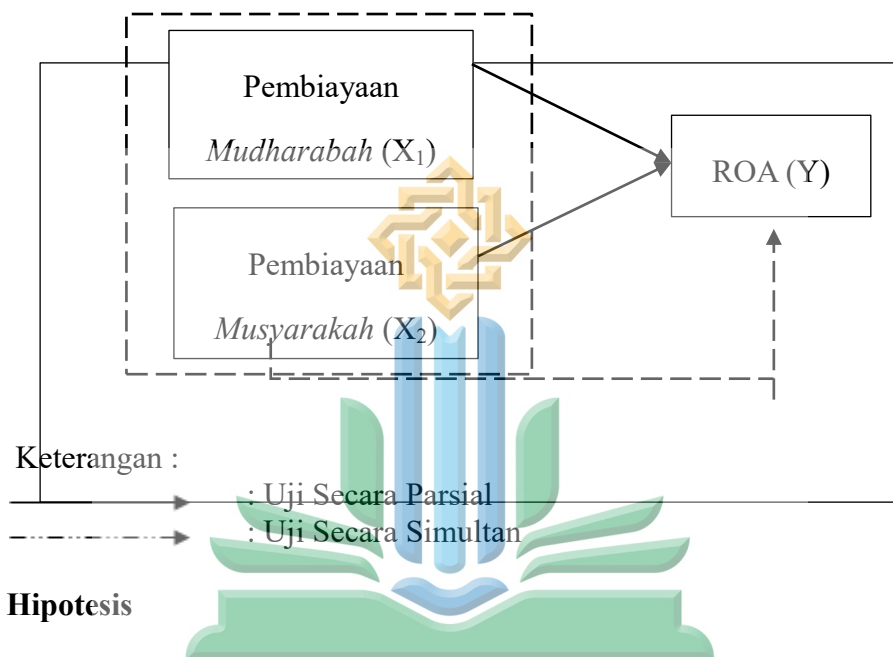 Pembiayaan
Mudharabah (X₁)
ROA (Y)
Pembiayaan
Musyarakah (X₂)
Keterangan :
: Uji Secara Parsial
: Uji Secara Simultan
Hipotesis